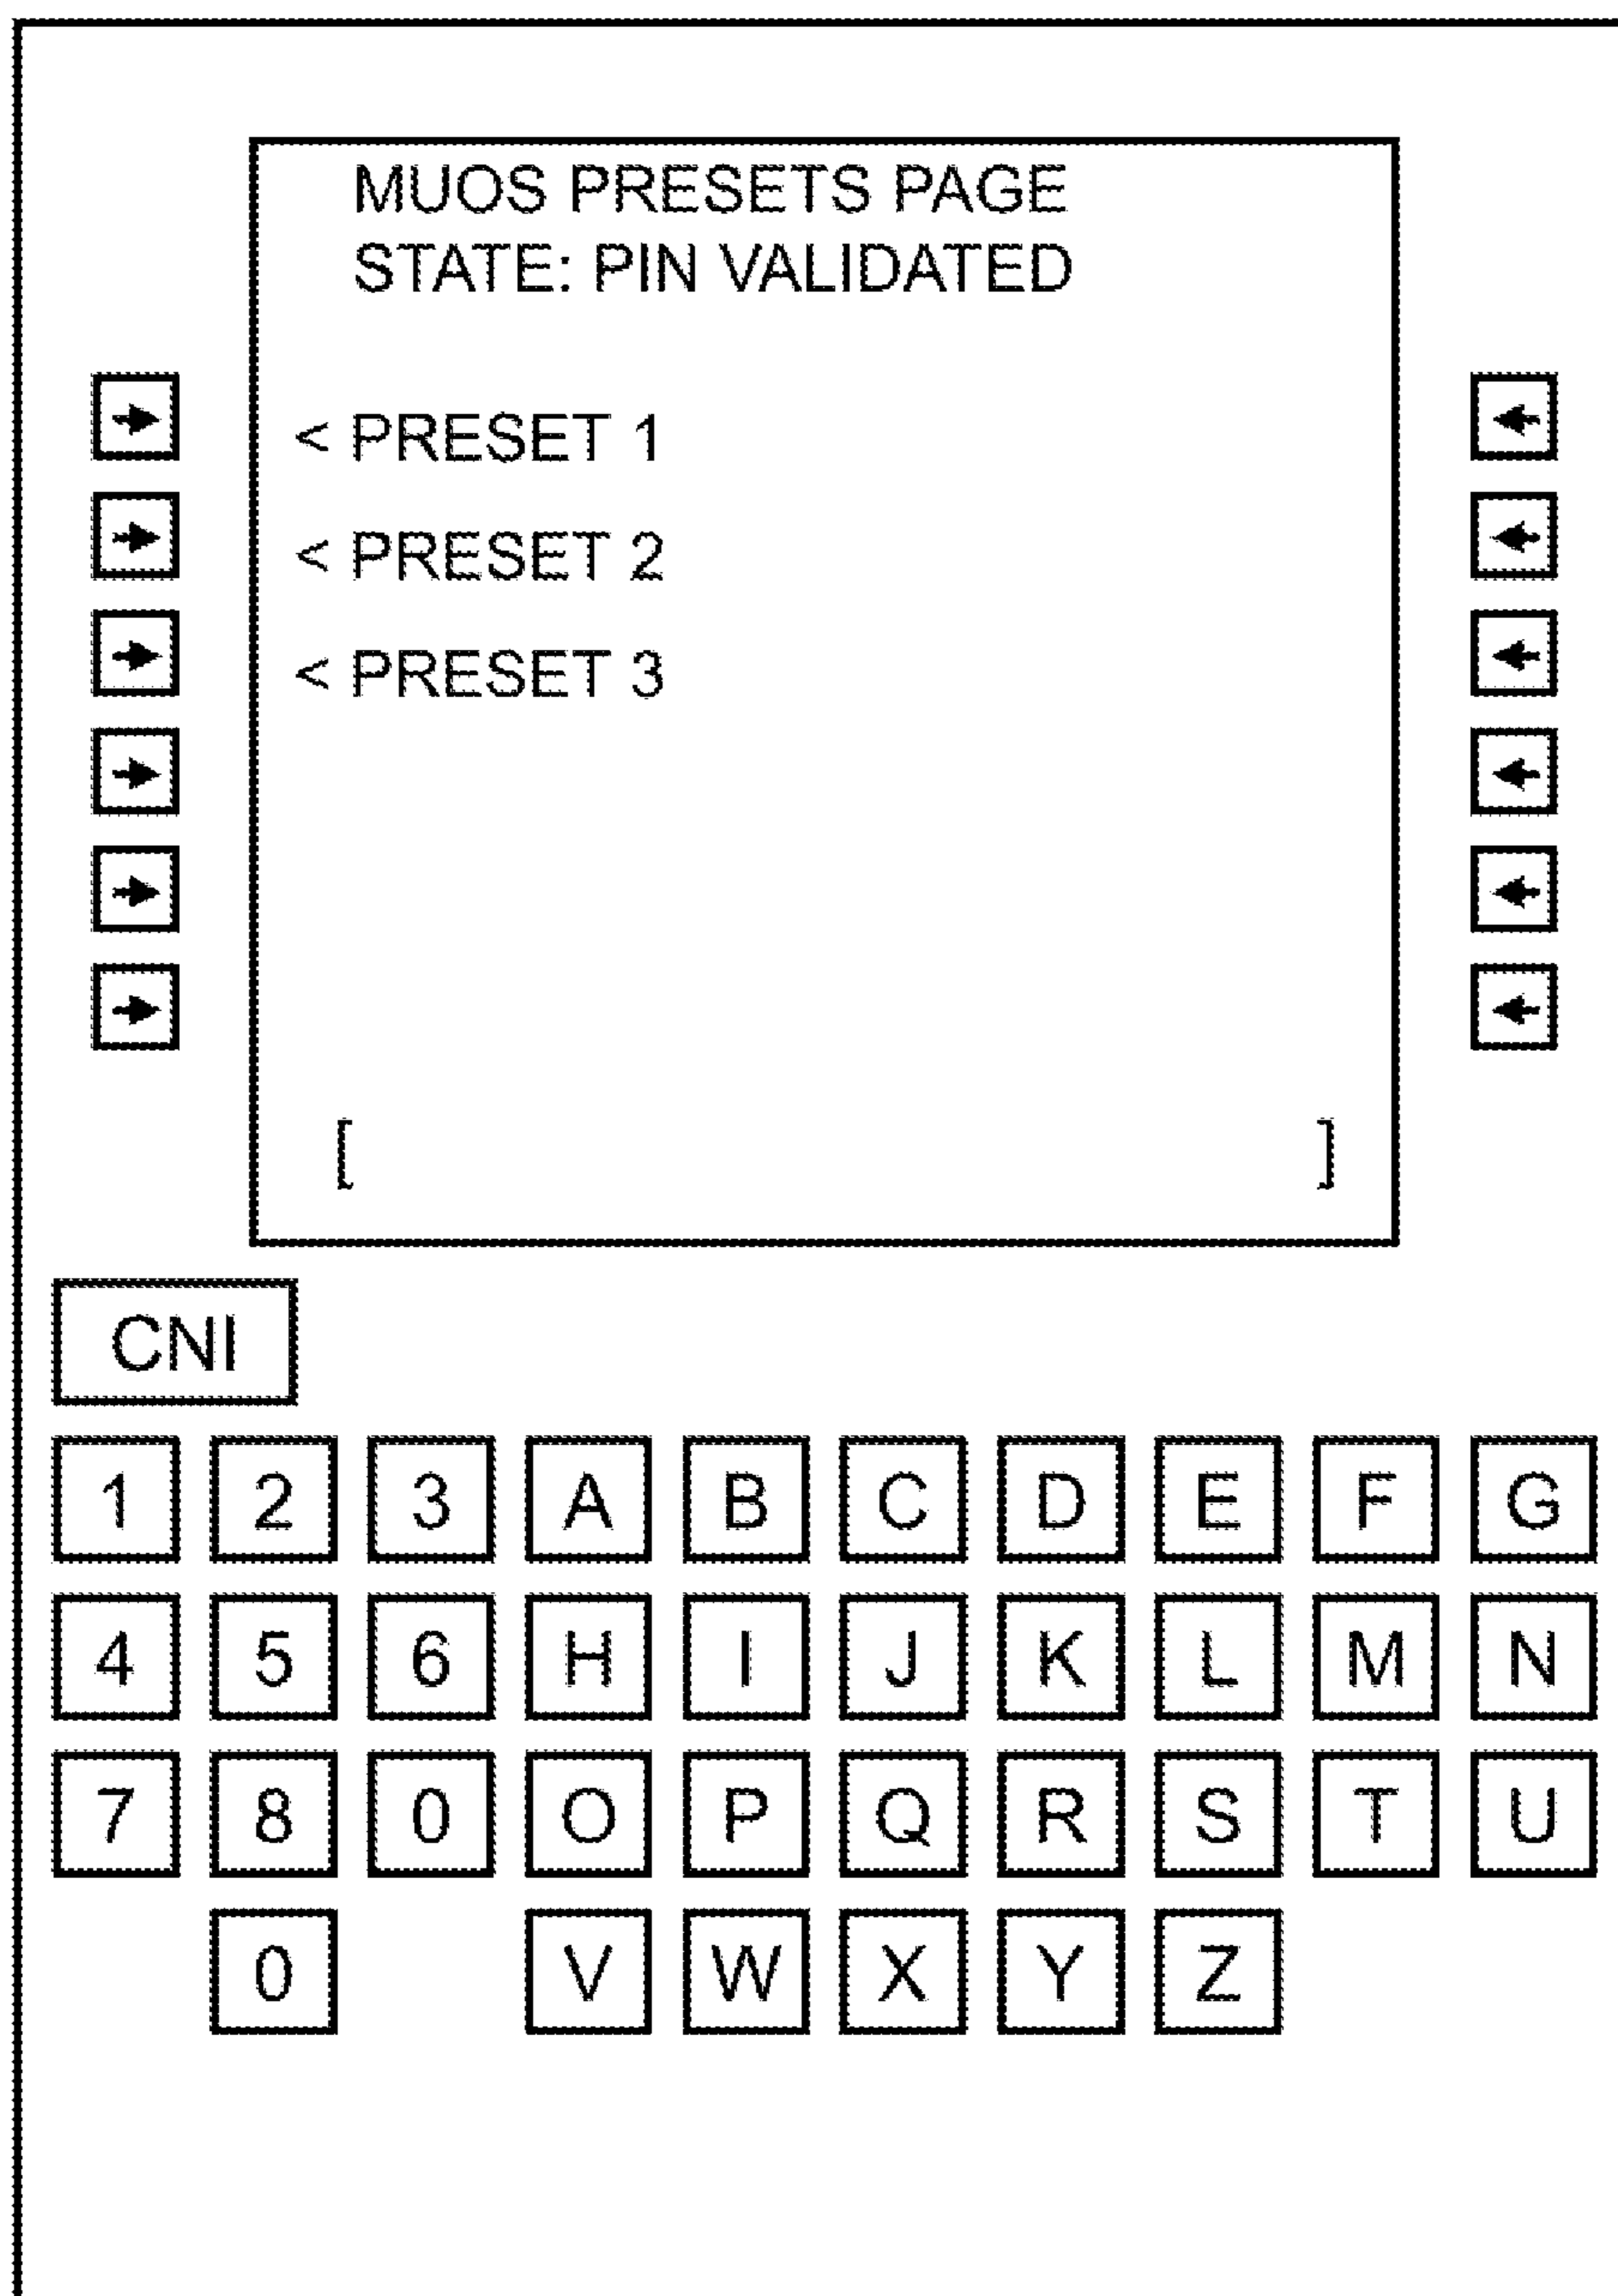 MUOS PRESETS PAGE
STATE: PIN VALIDATED
< PRESET 1
< PRESET 2
< PRESET 3
[ ]
CNI
1 2 3 A B C D E F G
4 5 6 H I J K L M N
7 8 0 O P Q R S T U
0 V W X Y Z